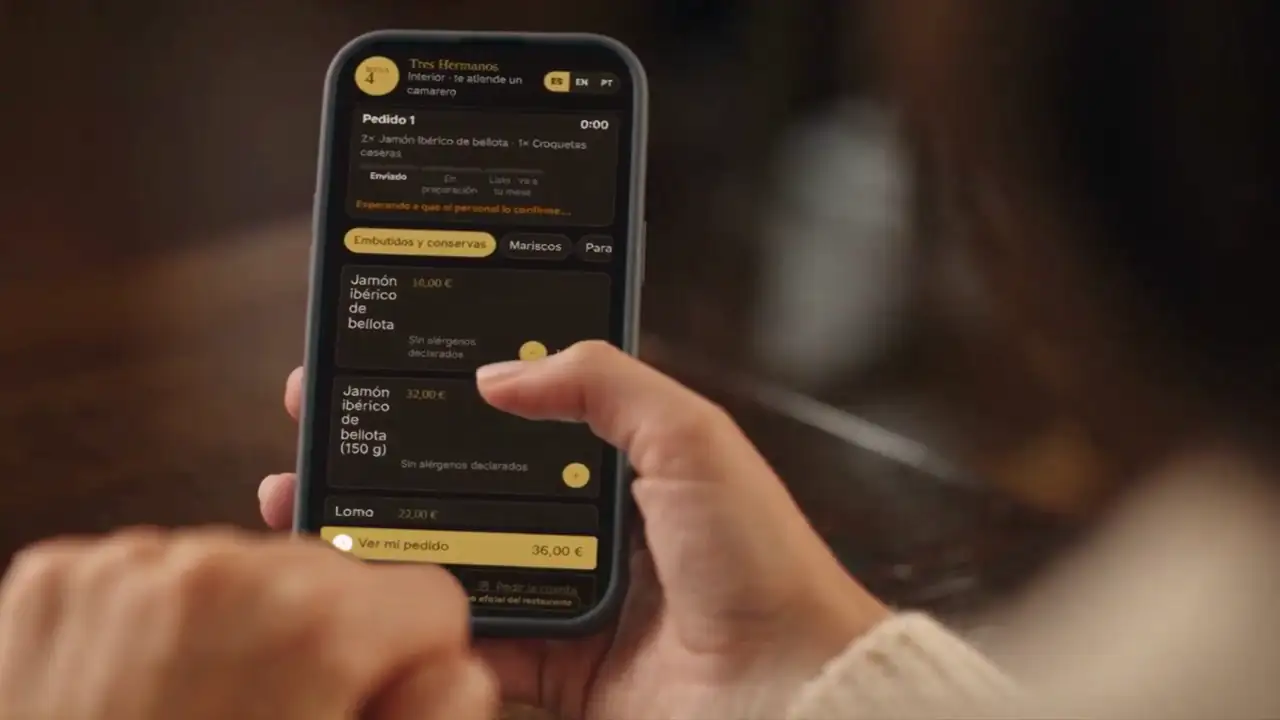 4
Tres Hermanos
Interior · te atiende un
camarero
ES EN PT
Pedido 1
0:00
2× Jamón ibérico de bellota · 1× Croquetas
caseras
Enviado
En
preparación
tu mesa
Esperando a que el personal lo confirme...
Embutidos y conservas
Mariscos
Para
Jamón
ibérico
de
bellota
18,00 €
Sin alérgenos
declarados
Jamón
ibérico
de
bellota
(150 g)
32,00 €
Sin alérgenos declarados
+
Lomo
22,00 €
Ver mi pedido
36,00 €
Pedir la cuenta
oficial del restaurante